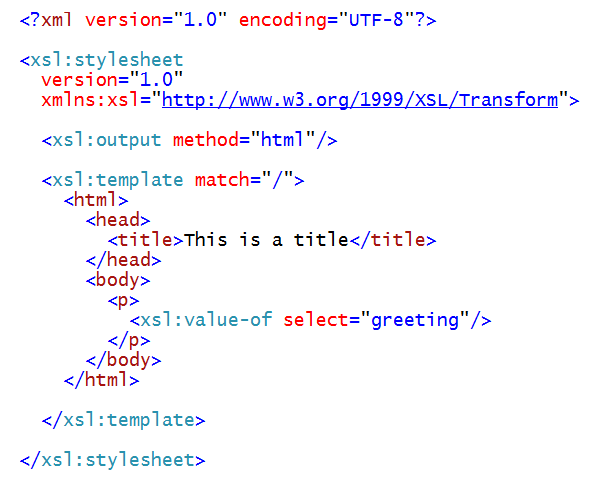 <?xml version="1.0" encoding="UTF-8"?>
<xsl:stylesheet
version="1.0"
xmlns:xsl="http://www.w3.org/1999/XSL/Transform">
<xsl:output method="html"/>
<xsl:template match="/">
<html>
<head>
<title>This is a title</title>
</head>
<body>
<p>
<xsl:value-of select="greeting"/>
</p>
</body>
</html>
</xsl:template>
</xsl:stylesheet>